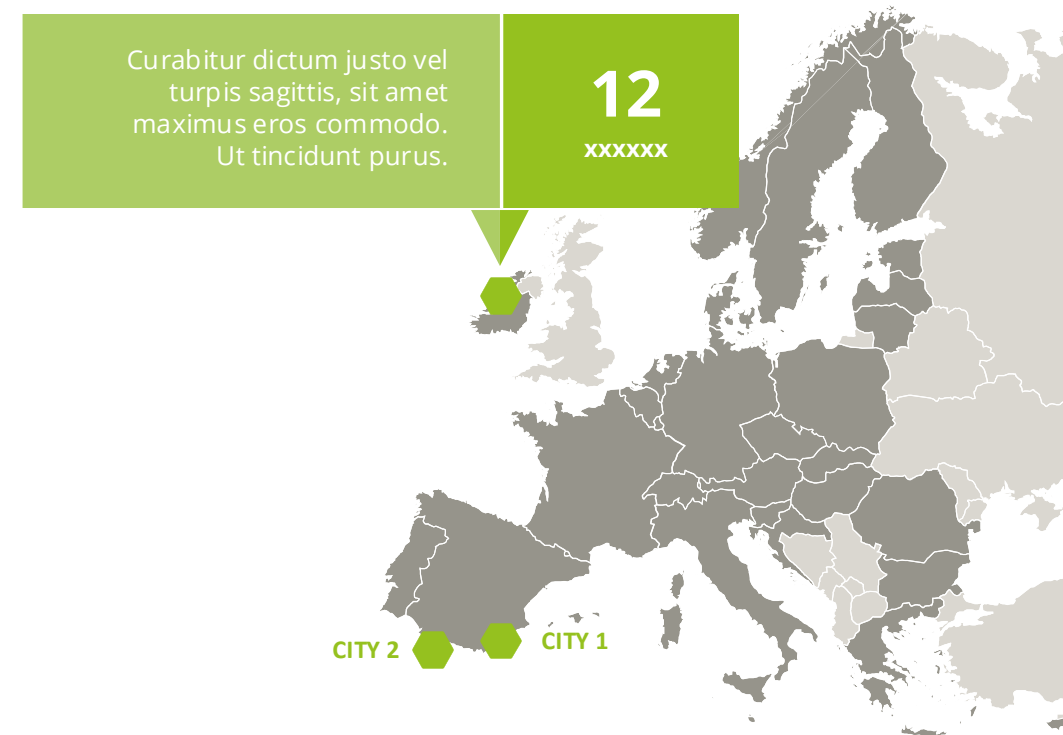 Curabitur dictum justo vel
turpis sagittis, sit amet
maximus eros commodo.
Ut tincidunt purus.
12
xxxxxx
CITY 2
CITY 1